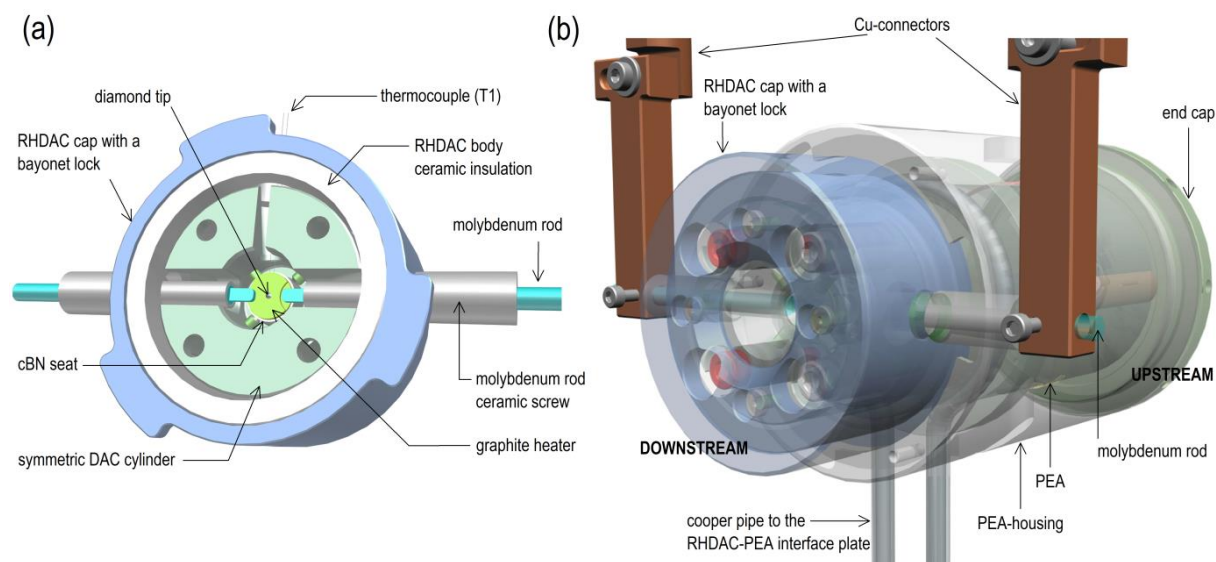 (a)
diamond tip
thermocouple (T1)
RHDAC cap with a
bayonet lock
RHDAC body
ceramic insulation
molybdenum rod
cBN seat
molybdenum rod
ceramic screw
symmetric DAC cylinder
graphite heater
(b)
Cu-connectors
RHDAC cap with a
bayonet lock
end cap
UPSTREAM
DOWNSTREAM
molybdenum rod
PEA
PEA-housing
cooper pipe to the
RHDAC-PEA interface plate